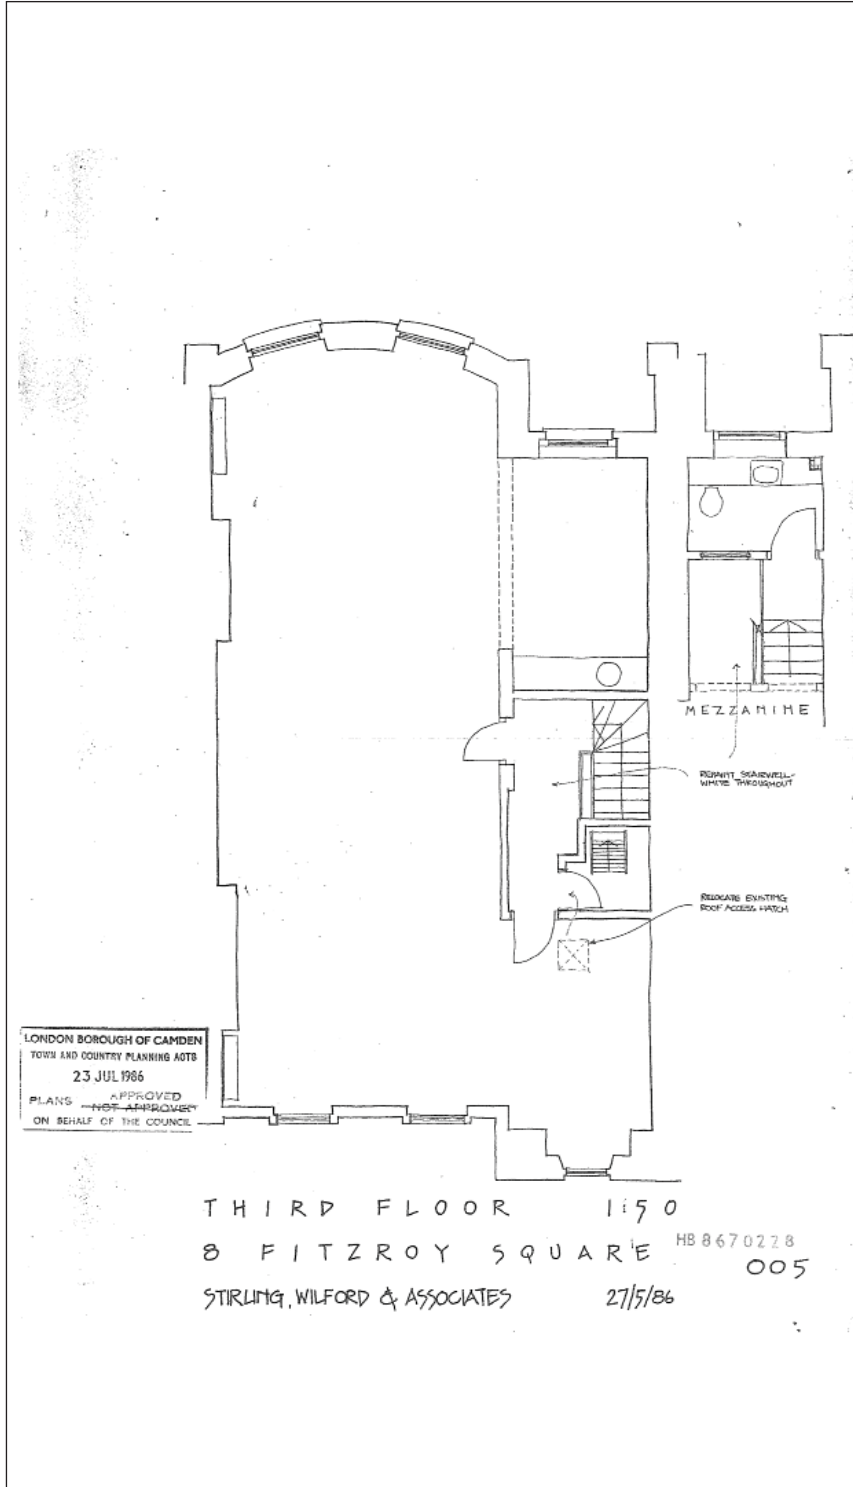 MEZZANINE
REPAINT STAIRWELL -
WHITE THROUGHOUT
RELOCATE EXISTING
ROOF ACCESS HATCH
LONDON BOROUGH OF CAMDEN
TOWN AND COUNTRY PLANNING ACTS
23 JUL 1986
PLANS APPROVED
NOT APPROVED
ON BEHALF OF THE COUNCIL
THIRD FLOOR 1:50
8 FITZROY SQUARE HB 8670228
005
STIRLING, WILFORD & ASSOCIATES 27/5/86